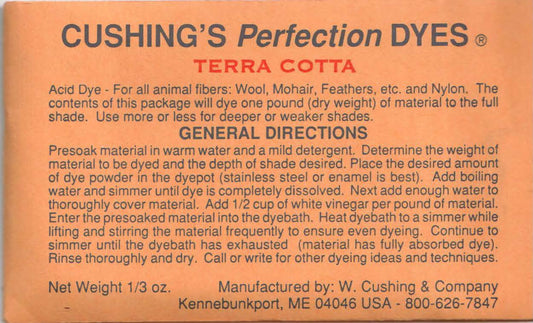 CUSHING'S Perfection DYES ®
TERRA COTTA
Acid Dye - For all animal fibers: Wool, Mohair, Feathers, etc. and Nylon. The
contents of this package will dye one pound (dry weight) of material to the full
shade. Use more or less for deeper or weaker shades.
GENERAL DIRECTIONS
Presoak material in warm water and a mild detergent. Determine the weight of
material to be dyed and the depth of shade desired. Place the desired amount
of dye powder in the dyepot (stainless steel or enamel is best). Add boiling
water and simmer until dye is completely dissolved. Next add enough water to
thoroughly cover material. Add 1/2 cup of white vinegar per pound of material.
Enter the presoaked material into the dyebath. Heat dyebath to a simmer while
lifting and stirring the material frequently to ensure even dyeing. Continue to
simmer until the dyebath has exhausted (material has fully absorbed dye).
Rinse thoroughly and dry. Call or write for other dyeing ideas and techniques.
Net Weight 1/3 oz. Manufactured by: W. Cushing & Company
Kennebunkport, ME 04046 USA - 800-626-7847